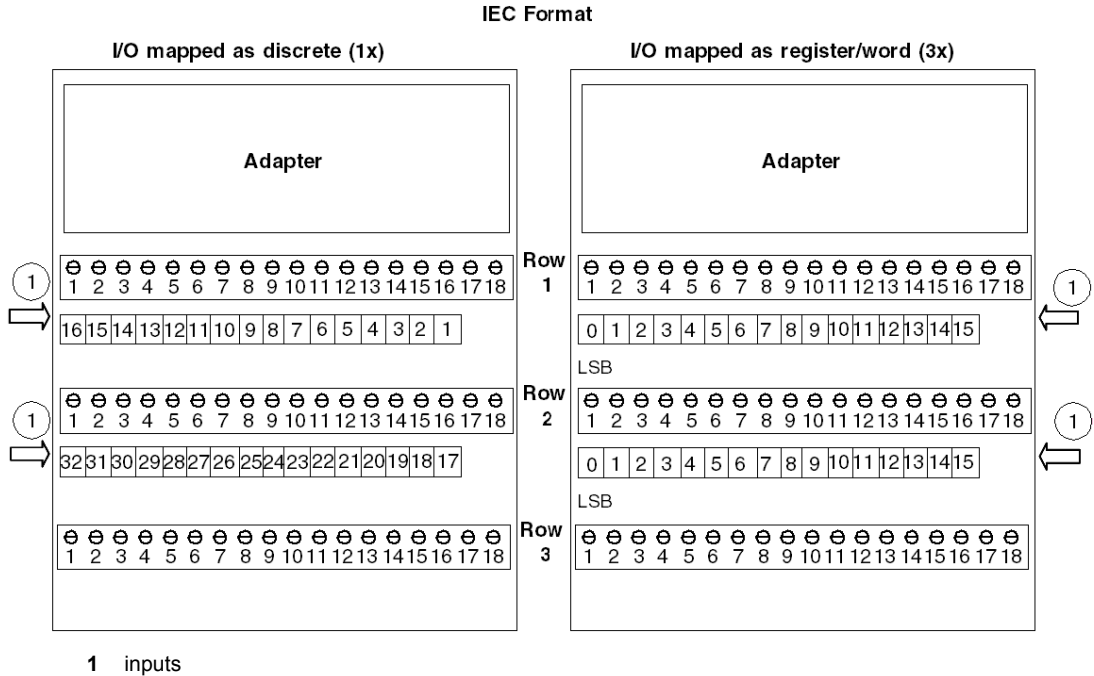 IEC Format
I/O mapped as discrete (1x) I/O mapped as register/word (3x)
Adapter Adapter
Row
1 1
1 2 3 4 5 6 7 8 9 10 11 12 13 14 15 16 17 18 1 1 2 3 4 5 6 7 8 9 10 11 12 13 14 15 16 17 18
16 15 14 13 12 11 10 9 8 7 6 5 4 3 2 1 0 1 2 3 4 5 6 7 8 9 10 11 12 13 14 15
LSB
Row
1 1
1 2 3 4 5 6 7 8 9 10 11 12 13 14 15 16 17 18 2 1 2 3 4 5 6 7 8 9 10 11 12 13 14 15 16 17 18
32 31 30 29 28 27 26 25 24 23 22 21 20 19 18 17 0 1 2 3 4 5 6 7 8 9 10 11 12 13 14 15
LSB
Row
1 2 3 4 5 6 7 8 9 10 11 12 13 14 15 16 17 18 3 1 2 3 4 5 6 7 8 9 10 11 12 13 14 15 16 17 18
1 inputs